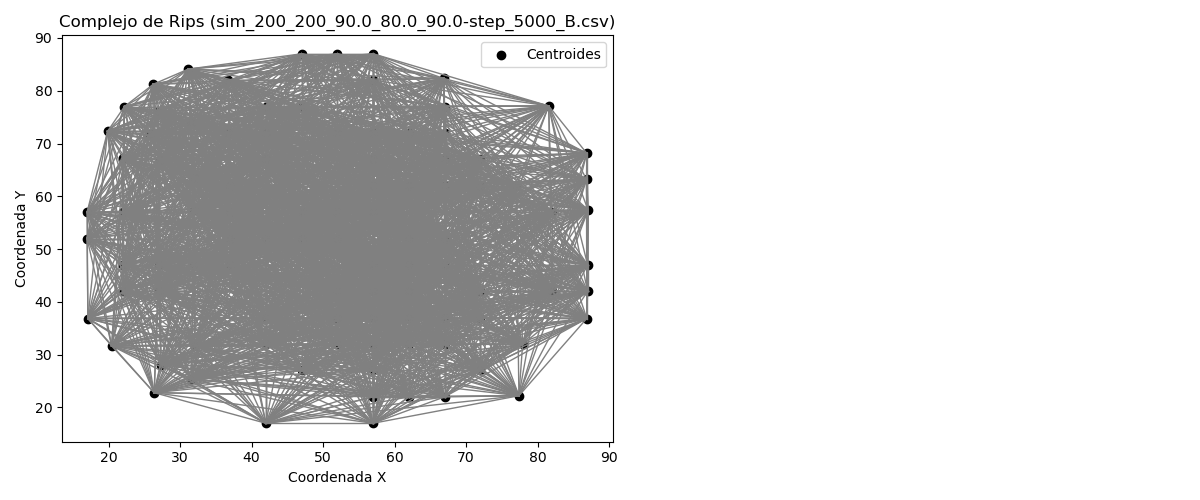 Complejo de Rips (sim_200_200_90.0_80.0_90.0-step_5000_B.csv)
Centroides
Coordenada Y
90
80
70
60
50
40
30
20
20 30 40 50 60 70 80 90
Coordenada X